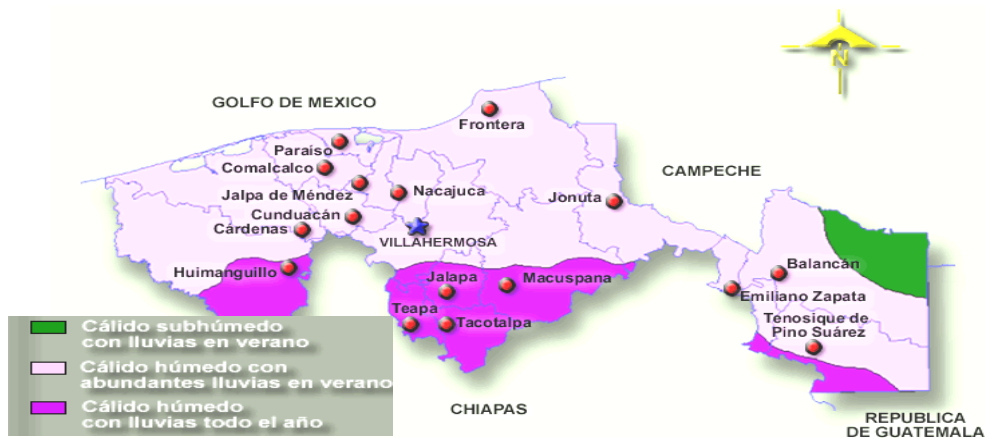 N
GOLFO DE MEXICO
Frontera
Paraiso
Comalcalco
CAMPECHE
Jalpa de Méndez
Nacajuca
Jonuta
Cunduacán
Cárdenas
VILLAHERMOSA
Huimanguillo
Jalapa
Macuspana
Balancán
Emiliano Zapata
Teapa
Tacotalpa
Tenosique de
Pino Suárez
Cálido subhúmedo
con lluvias en verano
Cálido húmedo con
abundantes lluvias en verano
Cálido húmedo
con lluvias todo el año
CHIAPAS
REPUBLICA
DE GUATEMALA